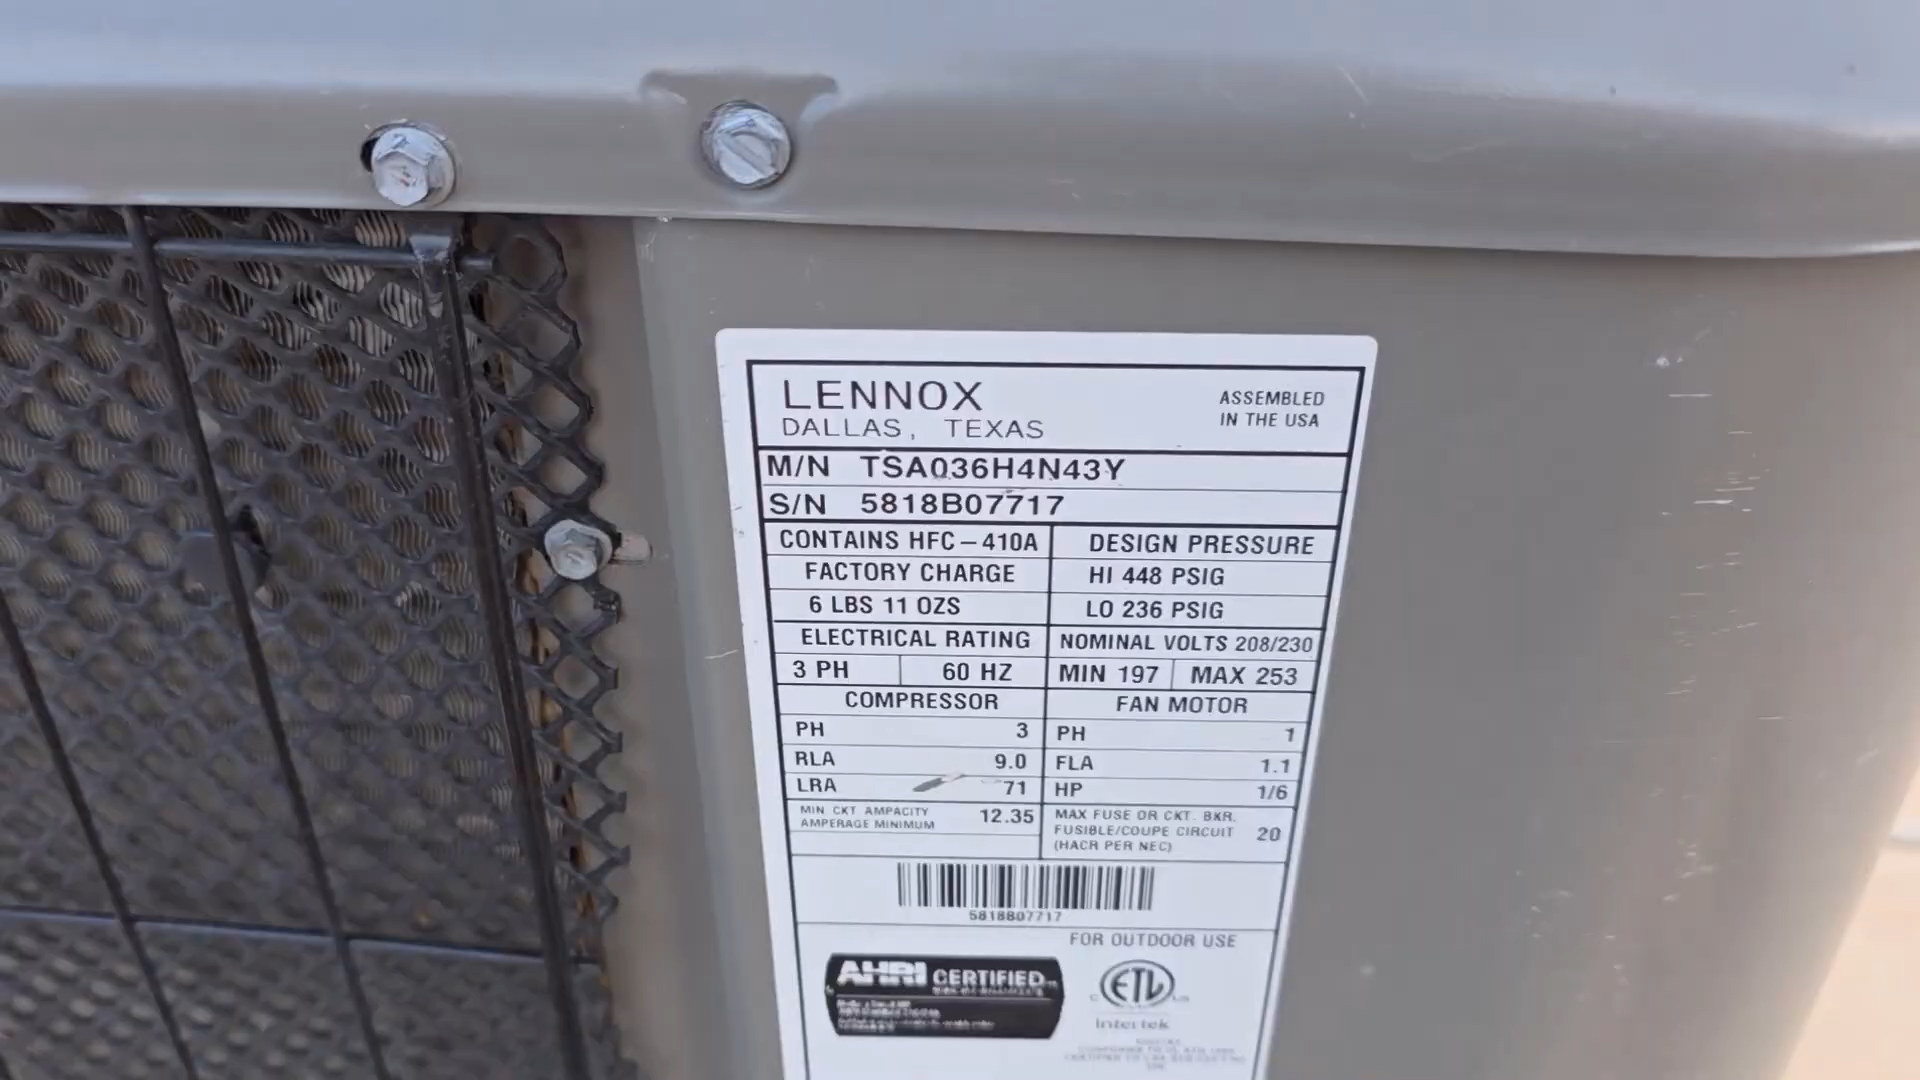 LENNOX
DALLAS, TEXAS
ASSEMBLED
IN THE USA
M/N TSA036H4N43Y
S/N 5818B07717
CONTAINS HFC-410A
DESIGN PRESSURE
FACTORY CHARGE
HI 448 PSIG
6 LBS 11 OZS
LO 236 PSIG
ELECTRICAL RATING
NOMINAL VOLTS 208/230
3 PH 60 HZ
MIN 197 MAX 253
COMPRESSOR
FAN MOTOR
PH 3
PH 1
RLA 9.0
FLA 1.1
LRA 71
HP 1/6
MIN CKT AMPACITY
AMPERAGE MINIMUM
12.35
MAX FUSE OR CKT. BKR.
FUSIBLE/COUPE CIRCUIT
(HACR PER NEC)
20
5818B07717
FOR OUTDOOR USE
AHRI CERTIFIED
C ETL US
Intertek